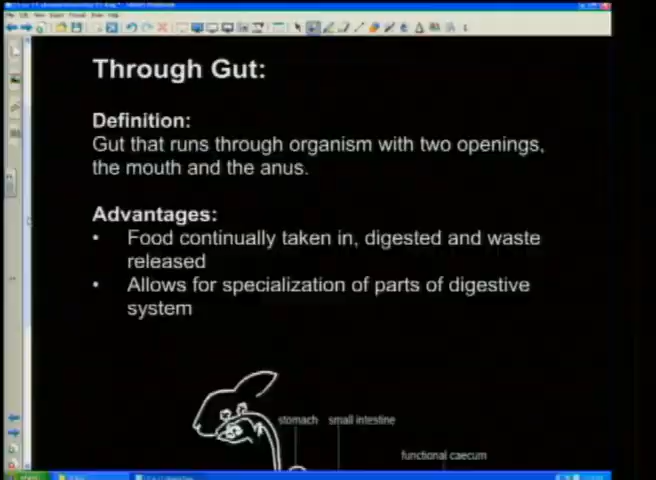 Through Gut:
Definition:
Gut that runs through organism with two openings,
the mouth and the anus.
Advantages:
• Food continually taken in, digested and waste
released
• Allows for specialization of parts of digestive
system
stomach small intestine
functional caecum